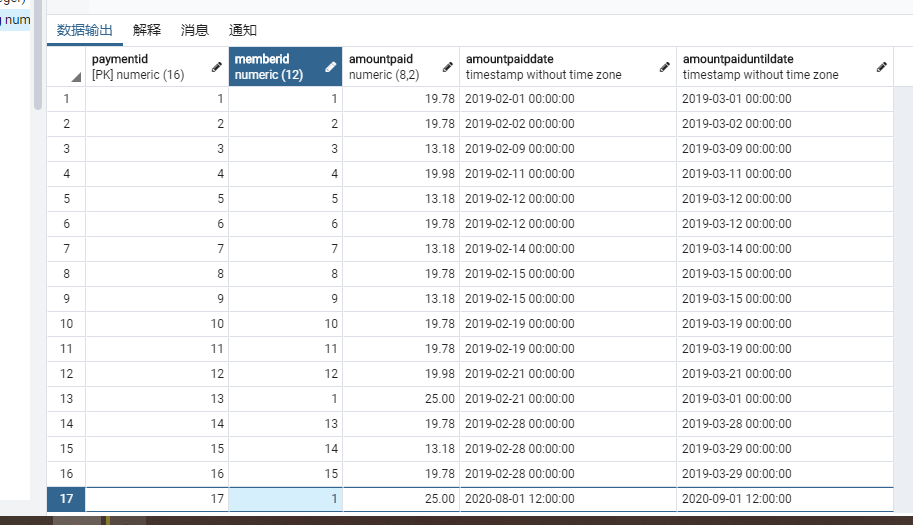 num
数据输出 解释 消息 通知
paymentid memberid amountpaid amountpaiddate amountpaiduntildate
[PK] numeric (16) numeric (12) numeric (8,2) timestamp without time zone timestamp without time zone
1 1 1 19.78 2019-02-01 00:00:00 2019-03-01 00:00:00
2 2 2 19.78 2019-02-02 00:00:00 2019-03-02 00:00:00
3 3 3 13.18 2019-02-09 00:00:00 2019-03-09 00:00:00
4 4 4 19.98 2019-02-11 00:00:00 2019-03-11 00:00:00
5 5 5 13.18 2019-02-12 00:00:00 2019-03-12 00:00:00
6 6 6 19.78 2019-02-12 00:00:00 2019-03-12 00:00:00
7 7 7 13.18 2019-02-14 00:00:00 2019-03-14 00:00:00
8 8 8 19.78 2019-02-15 00:00:00 2019-03-15 00:00:00
9 9 9 13.18 2019-02-15 00:00:00 2019-03-15 00:00:00
10 10 10 19.78 2019-02-19 00:00:00 2019-03-19 00:00:00
11 11 11 19.78 2019-02-19 00:00:00 2019-03-19 00:00:00
12 12 12 19.98 2019-02-21 00:00:00 2019-03-21 00:00:00
13 13 1 25.00 2019-02-21 00:00:00 2019-03-01 00:00:00
14 14 13 19.78 2019-02-28 00:00:00 2019-03-28 00:00:00
15 15 14 13.18 2019-02-28 00:00:00 2019-03-29 00:00:00
16 16 15 19.78 2019-02-28 00:00:00 2019-03-29 00:00:00
17 17 1 25.00 2020-08-01 12:00:00 2020-09-01 12:00:00